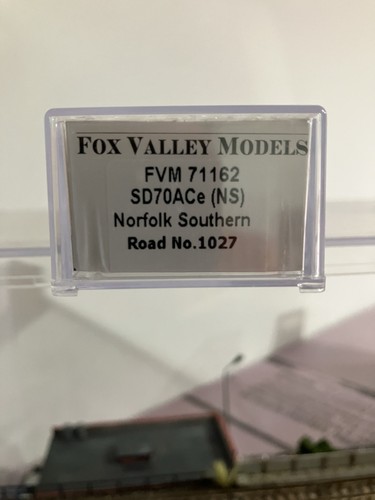 FOX VALLEY MODELS
FVM 71162
SD70ACe (NS)
Norfolk Southern
Road No.1027